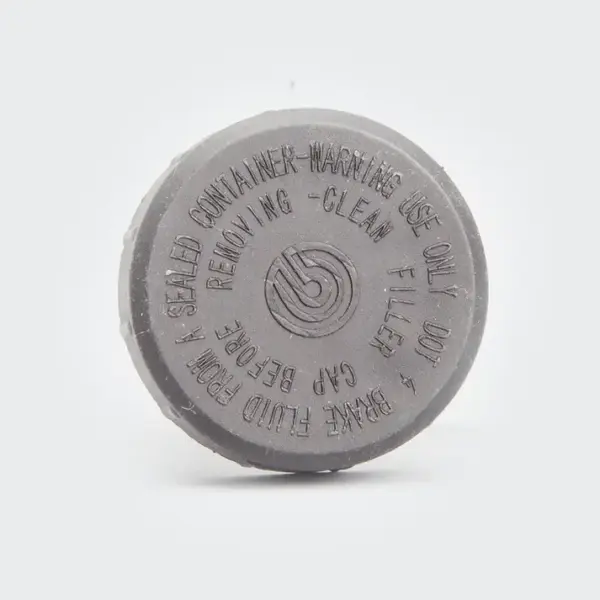 WARNING USE ONLY DOT 4 BRAKE FLUID FROM A SEALED CONTAINER-
-CLEAN FILLER CAP BEFORE REMOVING